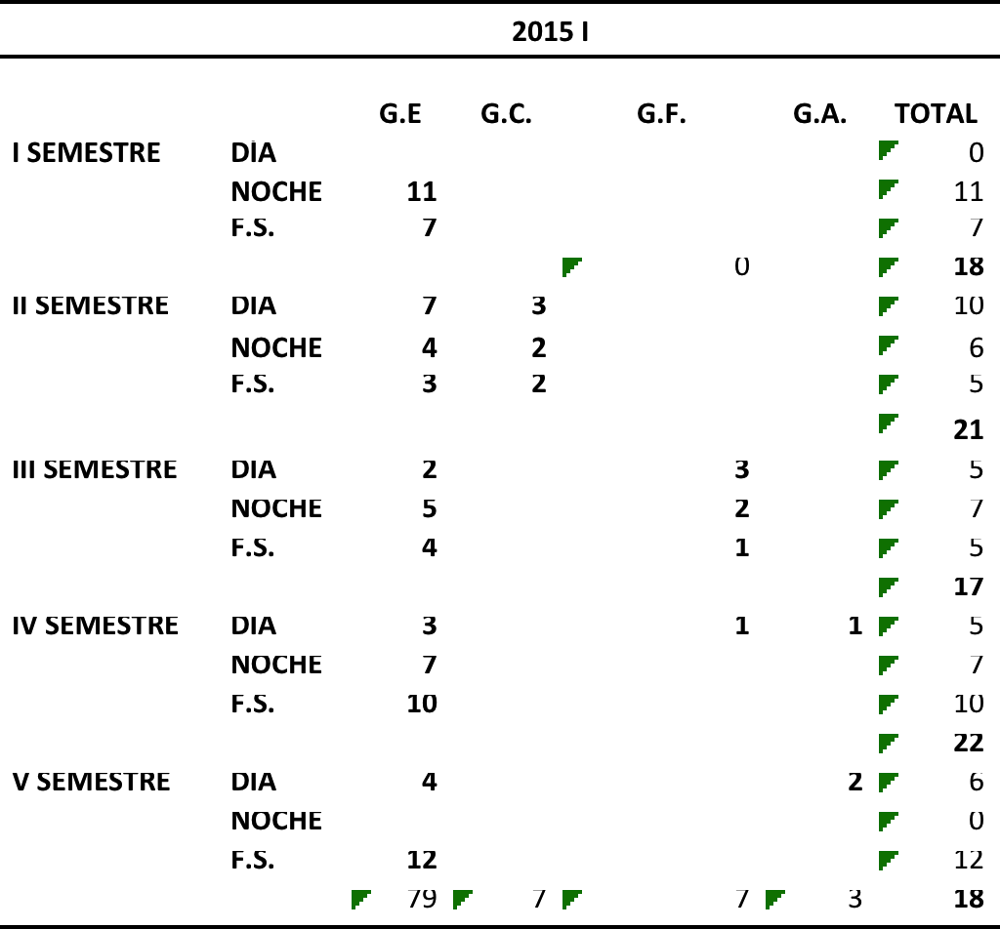 2015 I
G.E G.C. G.F. G.A. TOTAL
I SEMESTRE DÍA 0
NOCHE 11 11
F.S. 7 7
0 18
II SEMESTRE DIA 7 3 10
NOCHE 4 2 6
F.S. 3 2 5
21
III SEMESTRE DIA 2 3 5
NOCHE 5 2 7
F.S. 4 1 5
17
IV SEMESTRE DIA 3 1 1 5
NOCHE 7 7
F.S. 10 10
22
V SEMESTRE DIA 4 2 6
NOCHE 0
F.S. 12 12
79 7 7 3 18